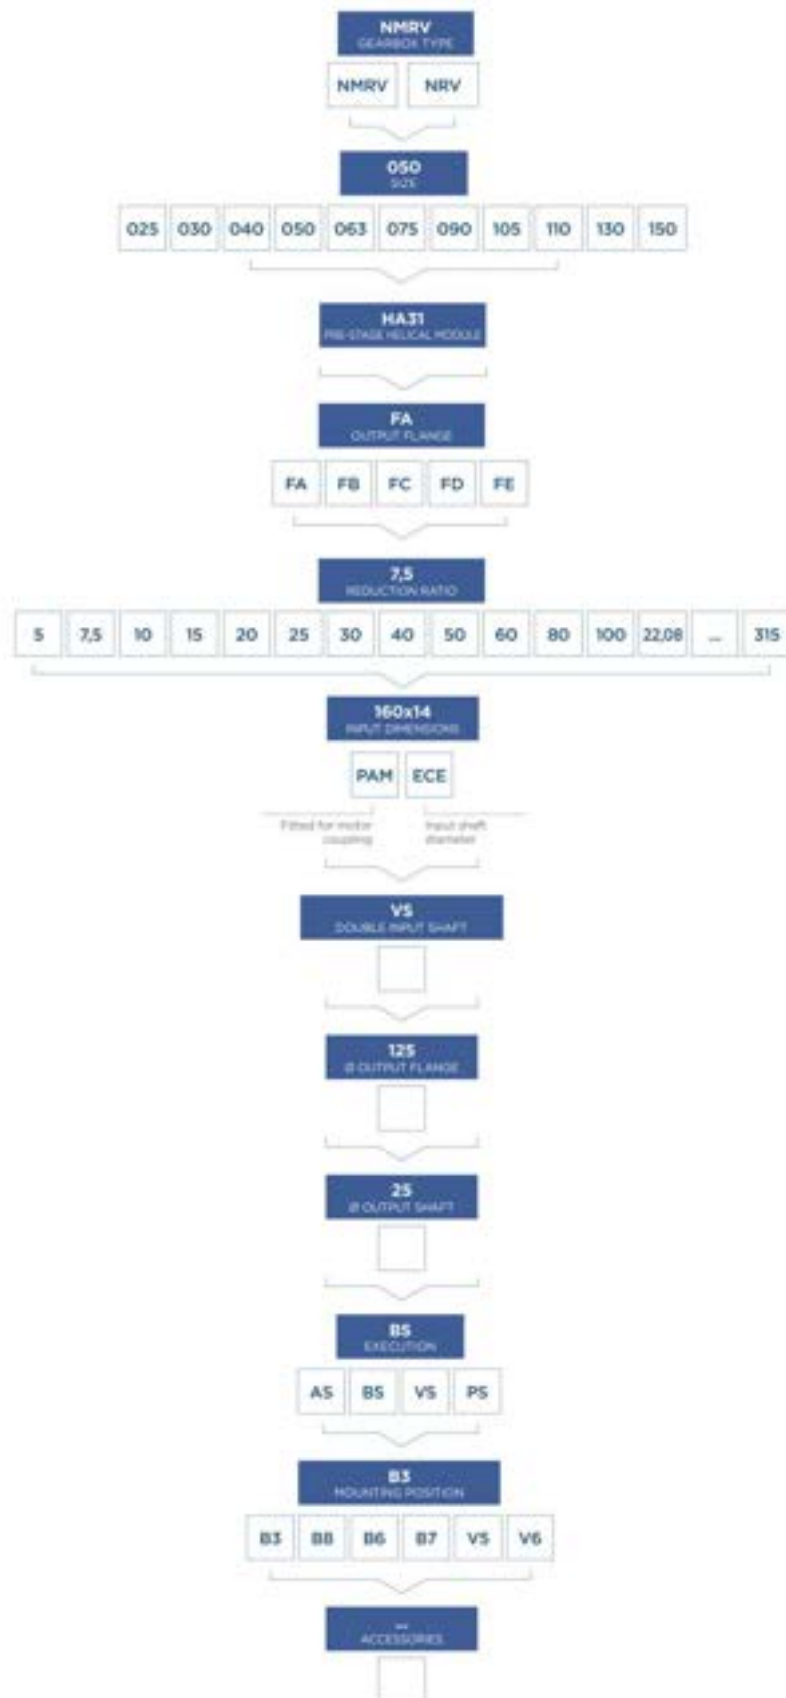 NMRV
GEARBOX TYPE
NMRV NRV
050
SIZE
025 030 040 050 063 075 090 105 110 130 150
HA31
PRE-STAGE HELICAL MODULE
FA
OUTPUT FLANGE
FA FB FC FD FE
7,5
REDUCTION RATIO
5 7,5 10 15 20 25 30 40 50 60 80 100 22,08 ... 315
160x14
INPUT DIMENSIONS
PAM ECE
Fitted for motor coupling
Input shaft diameter
VS
DOUBLE INPUT SHAFT
125
Ø OUTPUT FLANGE
25
Ø OUTPUT SHAFT
BS
EXECUTION
AS BS VS PS
B3
MOUNTING POSITION
B3 B8 B6 B7 V5 V6
...
ACCESSORIES